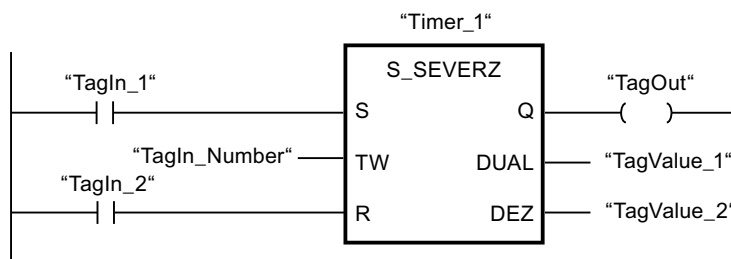 “Timer_1“
S_SEVERZ
“TagIn_1“
“TagOut“
S
Q
“TagIn_Number“
TW
DUAL
“TagValue_1“
“TagIn_2“
R
DEZ
“TagValue_2“